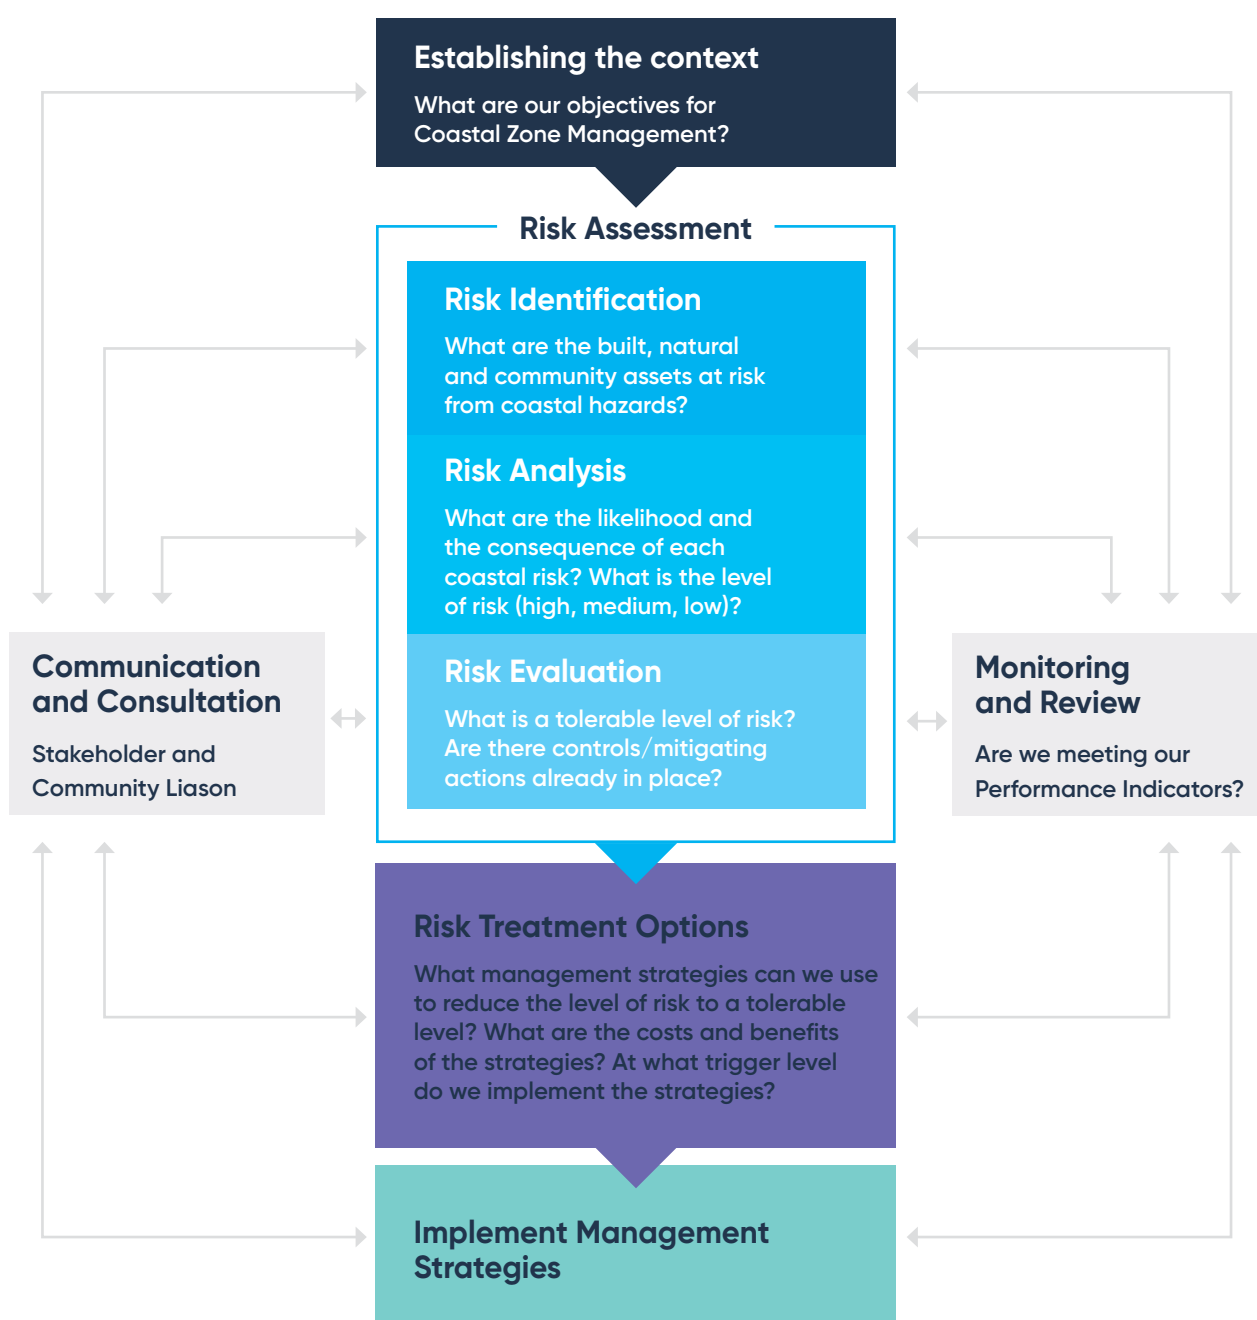 Establishing the context
What are our objectives for
Coastal Zone Management?
Risk Assessment
Risk Identification
What are the built, natural
and community assets at risk
from coastal hazards?
Risk Analysis
What are the likelihood and
the consequence of each
coastal risk? What is the level
of risk (high, medium, low)?
Risk Evaluation
What is a tolerable level of risk?
Are there controls/mitigating
actions already in place?
Communication
and Consultation
Stakeholder and
Community Liason
Monitoring
and Review
Are we meeting our
Performance Indicators?
Risk Treatment Options
What management strategies can we use
to reduce the level of risk to a tolerable
level? What are the costs and benefits
of the strategies? At what trigger level
do we implement the strategies?
Implement Management
Strategies